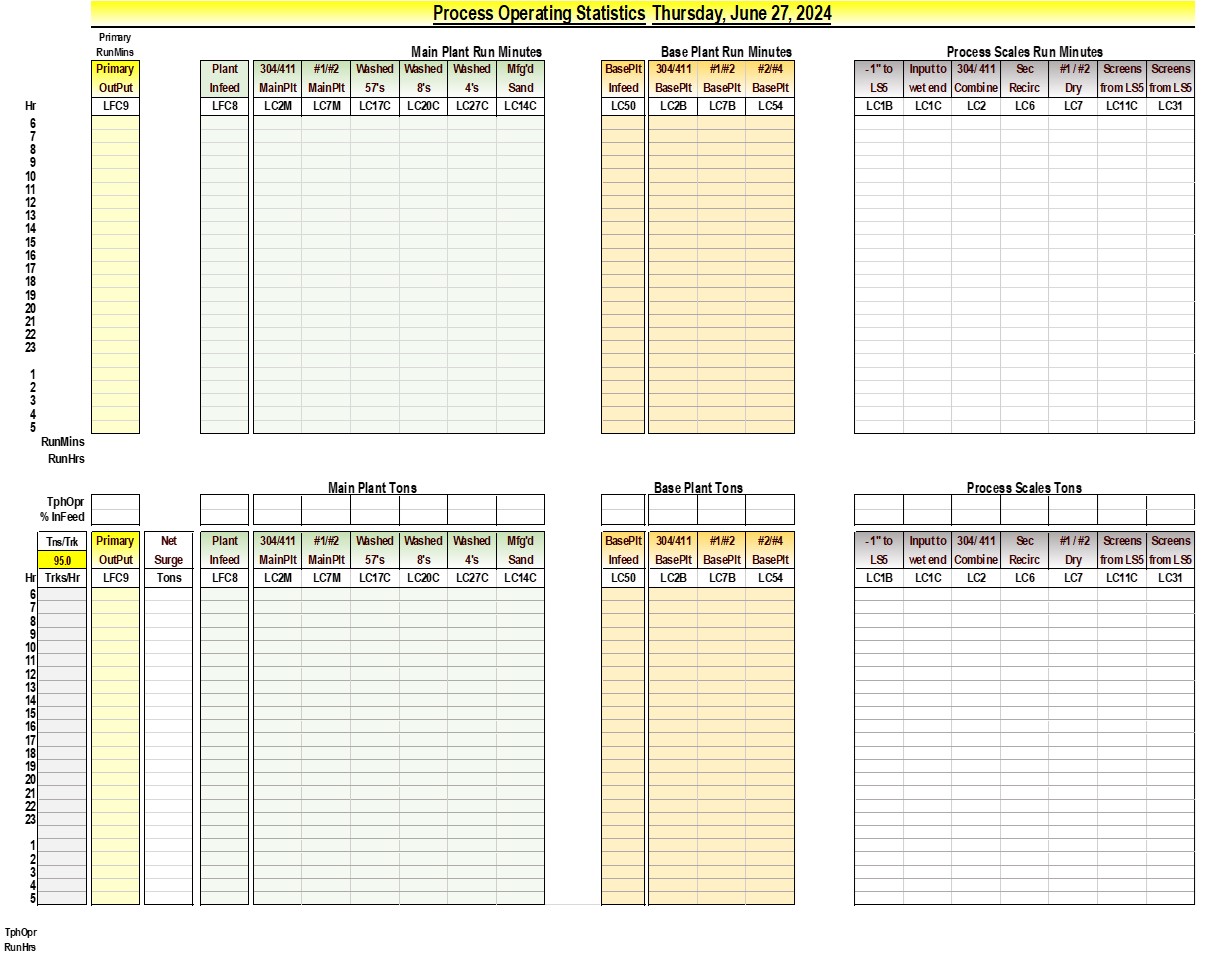 Process Operating Statistics Thursday, June 27, 2024
Primary
RunMins Main Plant Run Minutes Base Plant Run Minutes Process Scales Run Minutes
Primary Plant 304/411 #1/#2 Washed Washed Washed Mfg'd BasePlt 304/411 #1/#2 #2/#4 -1" to Input to 304/ 411 Sec #1 / #2 Screens Screens
OutPut Infeed MainPlt MainPlt 57's 8's 4's Sand Infeed BasePlt BasePlt BasePlt LS5 wet end Combine Recirc Dry from LS5 from LS5
Hr LFC9 LFC8 LC2M LC7M LC17C LC20C LC27C LC14C LC50 LC2B LC7B LC54 LC1B LC1C LC2 LC6 LC7 LC11C LC31
6
7
8
9
10
11
12
13
14
15
16
17
18
19
20
21
22
23
1
2
3
4
5
RunMins
RunHrs
Main Plant Tons Base Plant Tons Process Scales Tons
TphOpr
% InFeed
Tns/Trk Primary Net Plant 304/411 #1/#2 Washed Washed Washed Mfg'd BasePlt 304/411 #1/#2 #2/#4 -1" to Input to 304/ 411 Sec #1 / #2 Screens Screens
95.0 OutPut Surge Infeed MainPlt MainPlt 57's 8's 4's Sand Infeed BasePlt BasePlt BasePlt LS5 wet end Combine Recirc Dry from LS5 from LS5
Hr Trks/Hr LFC9 Tons LFC8 LC2M LC7M LC17C LC20C LC27C LC14C LC50 LC2B LC7B LC54 LC1B LC1C LC2 LC6 LC7 LC11C LC31
6
7
8
9
10
11
12
13
14
15
16
17
18
19
20
21
22
23
1
2
3
4
5
TphOpr
RunHrs